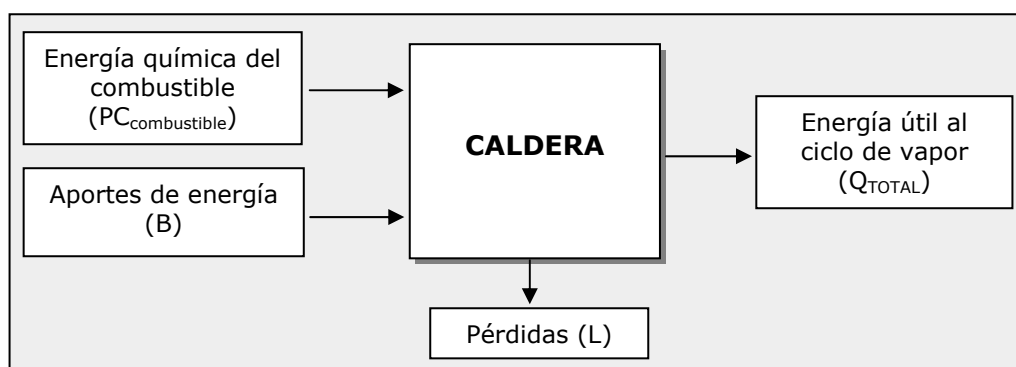 Energía química del
combustible
(PCcombustible)
Aportes de energía
(B)
CALDERA
Energía útil al
ciclo de vapor
(QTOTAL)
Pérdidas (L)